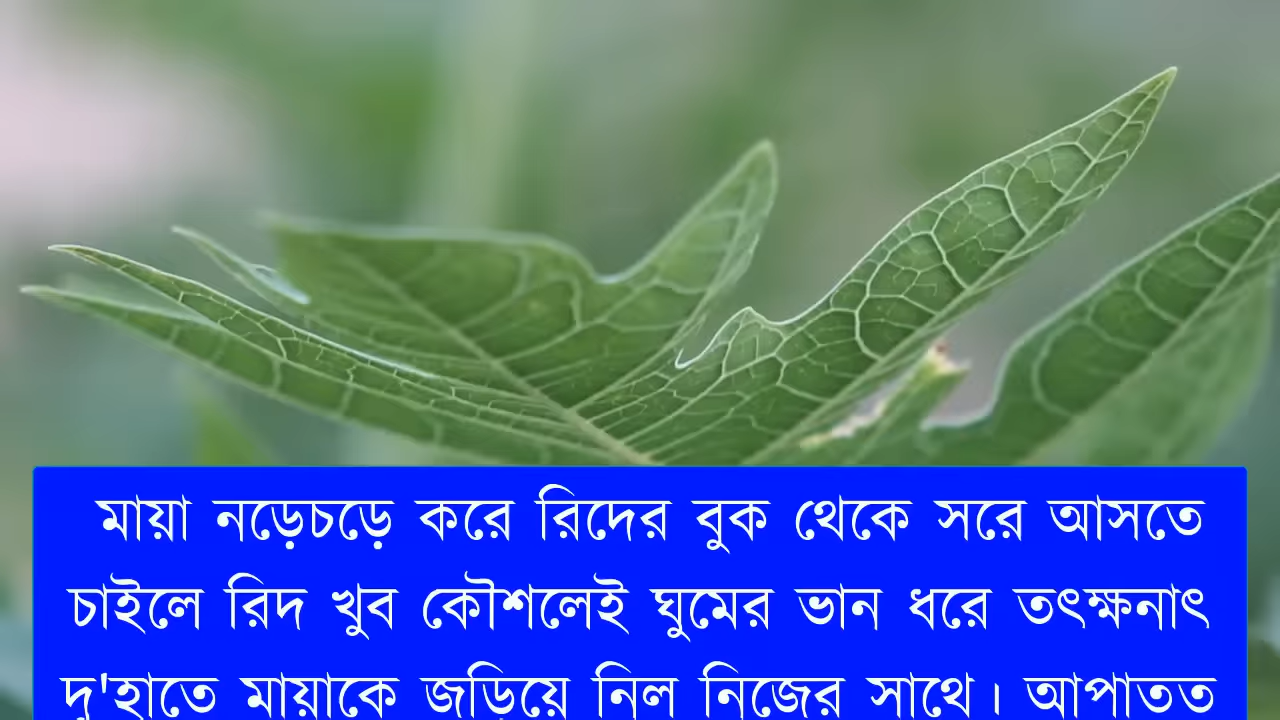 মায়া নড়েচড়ে করে রিদের বুক থেকে সরে আসতে
চাইলে রিদ খুব কৌশলেই ঘুমের ভান ধরে তৎক্ষনাৎ
দু'হাতে মায়াকে জড়িয়ে নিল নিজের সাথে। আপাতত